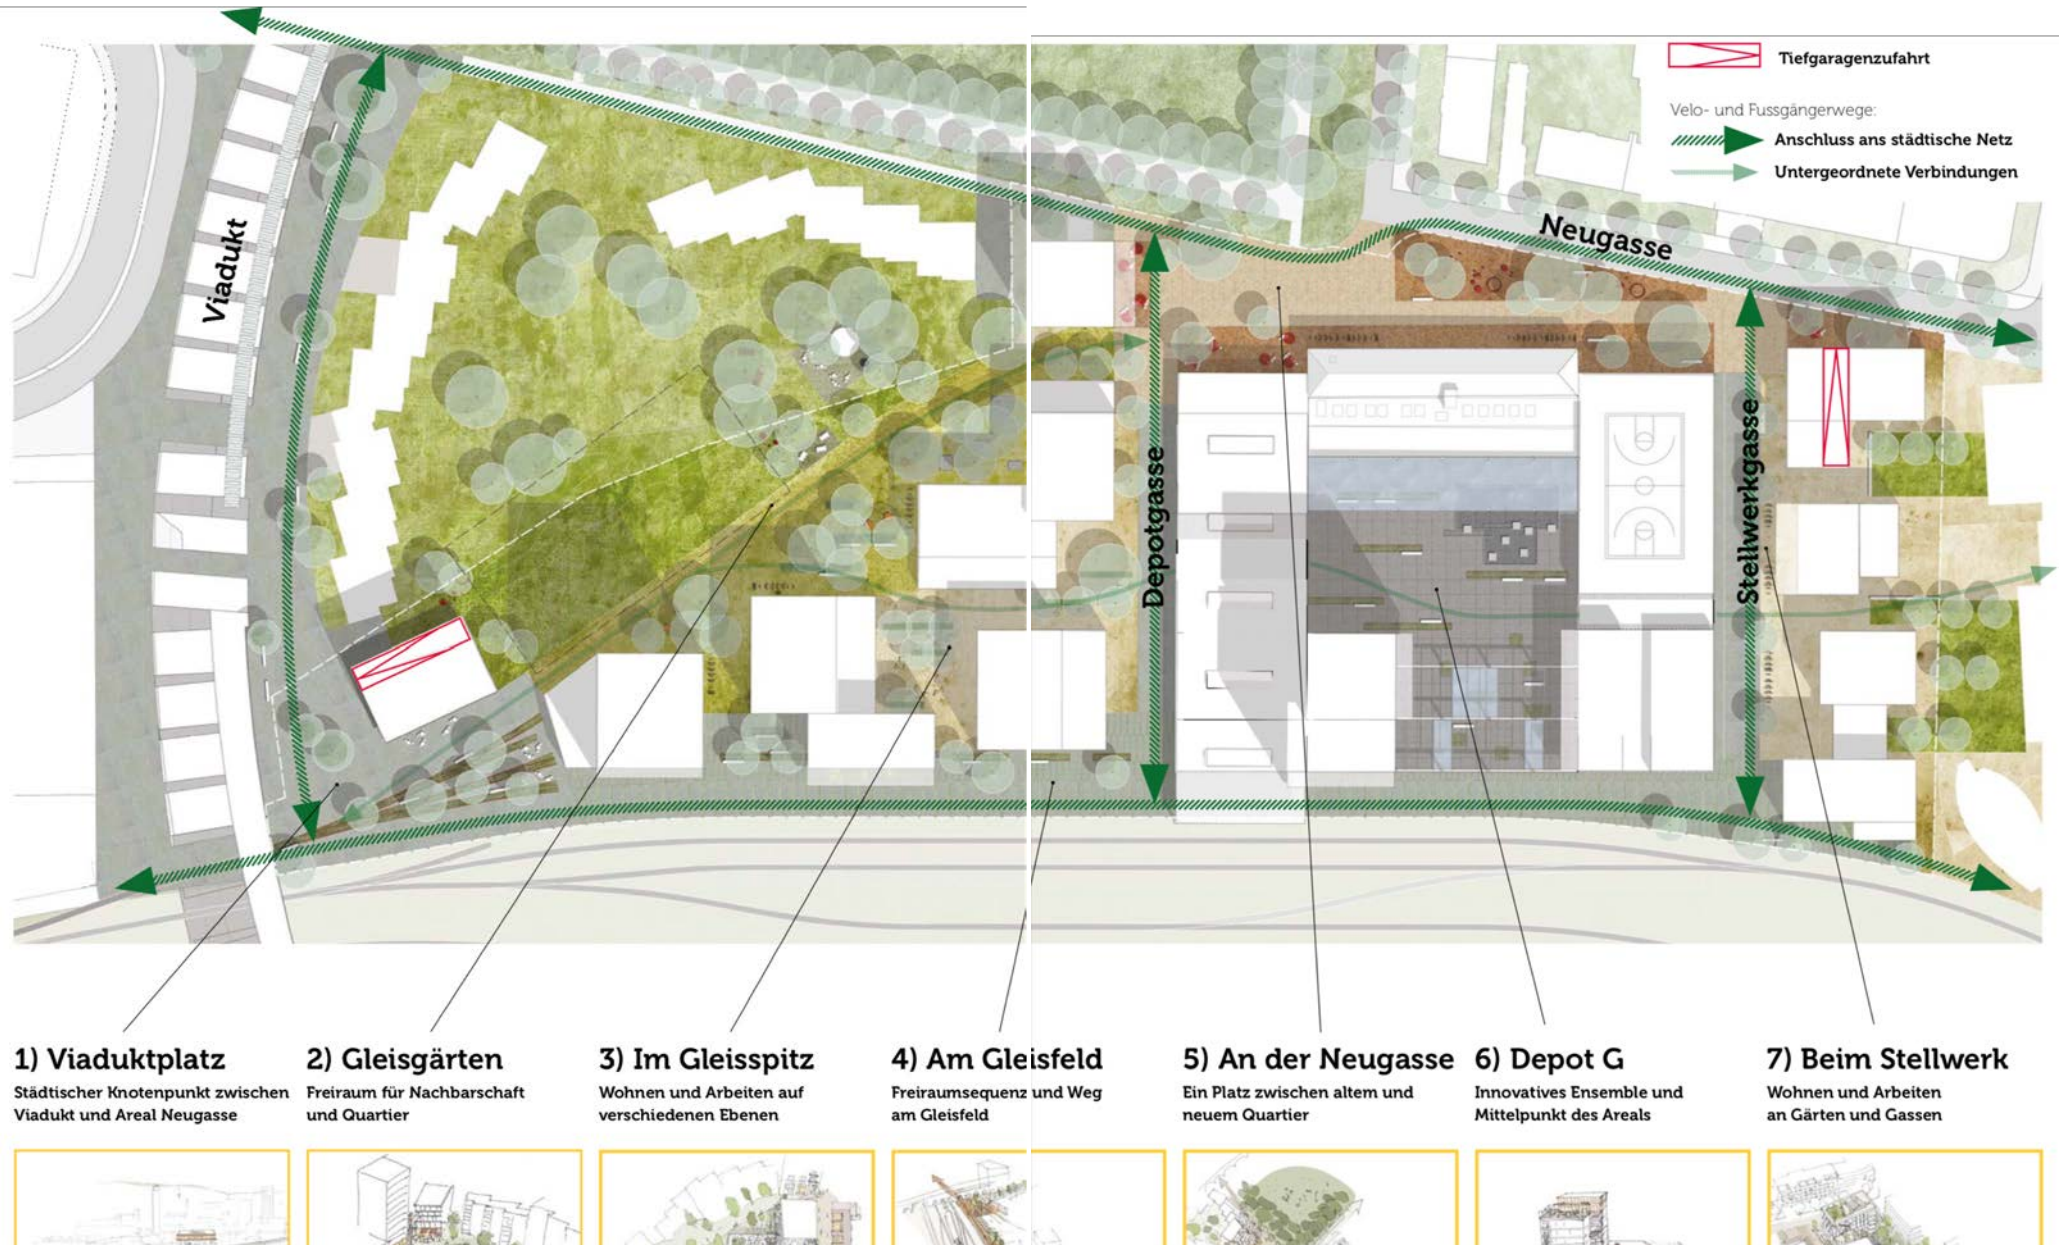 Tiefgaragenzufahrt
Velo- und Fussgängerwege:
Anschluss ans städtische Netz
Untergeordnete Verbindungen
Neugasse
Viadukt
Depotgasse
Stellwerkgasse
1) Viaduktplatz
Städtischer Knotenpunkt zwischen
Viadukt und Areal Neugasse
2) Gleisgärten
Freiraum für Nachbarschaft
und Quartier
3) Im Gleisspitz
Wohnen und Arbeiten auf
verschiedenen Ebenen
4) Am Gleisfeld
Freiraumsequenz und Weg
am Gleisfeld
5) An der Neugasse
Ein Platz zwischen altem und
neuem Quartier
6) Depot G
Innovatives Ensemble und
Mittelpunkt des Areals
7) Beim Stellwerk
Wohnen und Arbeiten
an Gärten und Gassen